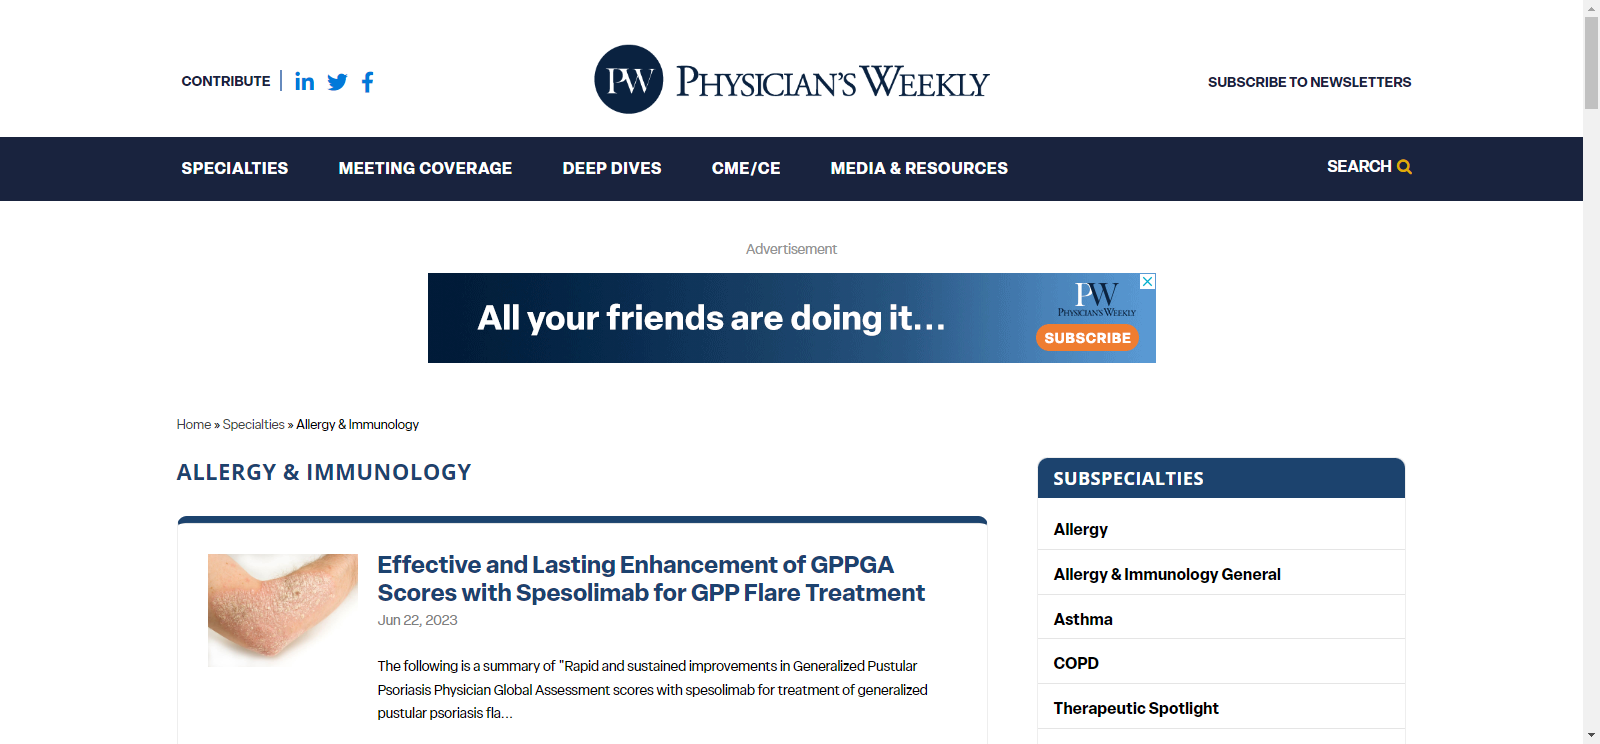 CONTRIBUTE
PW PHYSICIAN'S WEEKLY
SUBSCRIBE TO NEWSLETTERS
SPECIALTIES MEETING COVERAGE DEEP DIVES CME/CE MEDIA & RESOURCES SEARCH
Advertisement
All your friends are doing it...
PW
PHYSICIAN'S WEEKLY
SUBSCRIBE
Home » Specialties » Allergy & Immunology
ALLERGY & IMMUNOLOGY
Effective and Lasting Enhancement of GPPGA
Scores with Spesolimab for GPP Flare Treatment
Jun 22, 2023
The following is a summary of "Rapid and sustained improvements in Generalized Pustular
Psoriasis Physician Global Assessment scores with spesolimab for treatment of generalized
pustular psoriasis fla...
SUBSPECIALTIES
Allergy
Allergy & Immunology General
Asthma
COPD
Therapeutic Spotlight